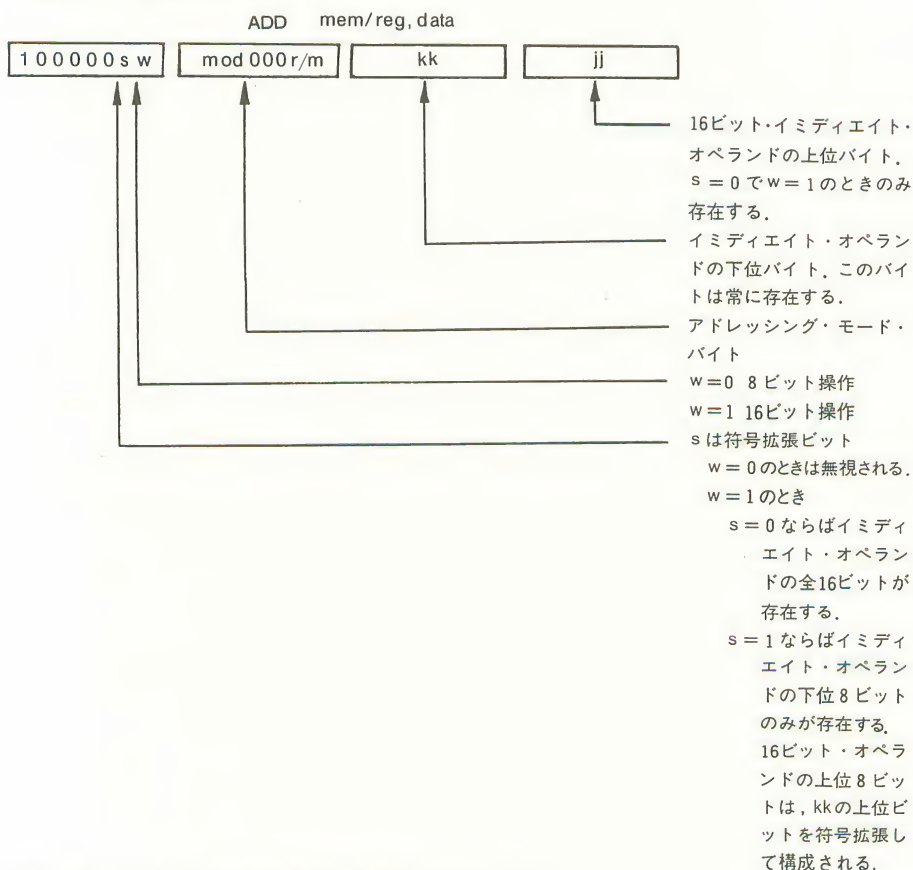 ADD mem/reg, data
100000sw mod000r/m kk jj
16ビット・イミディエイト・
オペランドの上位バイト．
s＝0でw＝1のときのみ
存在する．
イミディエイト・オペラン
ドの下位バイト．このバイ
トは常に存在する．
アドレッシング・モード・
バイト
w＝0 8ビット操作
w＝1 16ビット操作
sは符号拡張ビット
w＝0のときは無視される．
w＝1のとき
s＝0ならばイミディ
エイト・オペラン
ドの全16ビットが
存在する．
s＝1ならばイミディ
エイト・オペラン
ドの下位8ビット
のみが存在する．
16ビット・オペラ
ンドの上位8ビッ
トは，kkの上位ビ
ットを符号拡張し
て構成される．